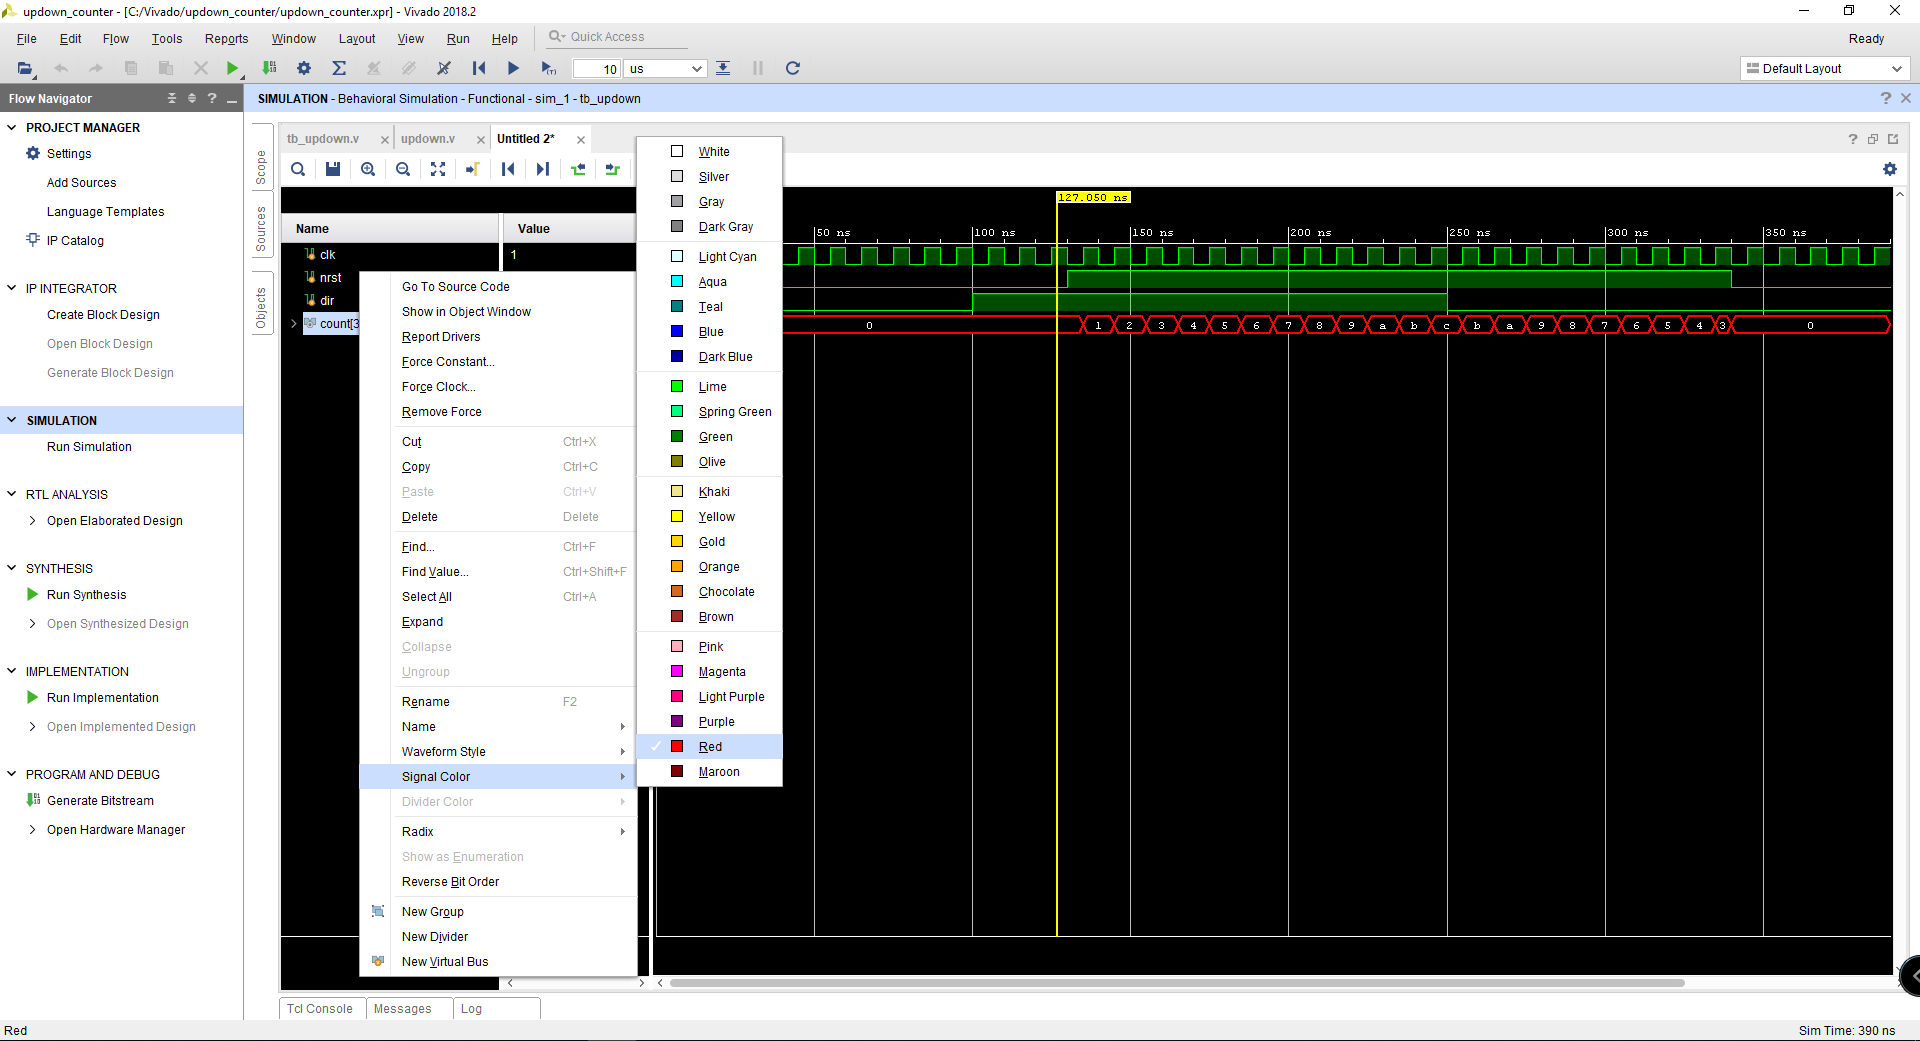 updown_counter - [C:/Vivado/updown_counter/updown_counter.xpr] - Vivado 2018.2
File Edit Flow Tools Reports Window Layout View Run Help Quick Access Ready
10 us Default Layout
Flow Navigator
SIMULATION - Behavioral Simulation - Functional - sim_1 - tb_updown
PROJECT MANAGER
Settings
Add Sources
Language Templates
IP Catalog
IP INTEGRATOR
Create Block Design
Open Block Design
Generate Block Design
SIMULATION
Run Simulation
RTL ANALYSIS
Open Elaborated Design
SYNTHESIS
Run Synthesis
Open Synthesized Design
IMPLEMENTATION
Run Implementation
Open Implemented Design
PROGRAM AND DEBUG
Generate Bitstream
Open Hardware Manager
Scope
Sources
Objects
tb_updown.v updown.v Untitled 2*
Name Value
clk 1
nrst
dir
count[3
Go To Source Code
Show in Object Window
Report Drivers
Force Constant...
Force Clock...
Remove Force
Cut Ctrl+X
Copy Ctrl+C
Paste Ctrl+V
Delete Delete
Find... Ctrl+F
Find Value... Ctrl+Shift+F
Select All Ctrl+A
Expand
Collapse
Ungroup
Rename F2
Name
Waveform Style
Signal Color
Divider Color
Radix
Show as Enumeration
Reverse Bit Order
New Group
New Divider
New Virtual Bus
White
Silver
Gray
Dark Gray
Light Cyan
Aqua
Teal
Blue
Dark Blue
Lime
Spring Green
Green
Olive
Khaki
Yellow
Gold
Orange
Chocolate
Brown
Pink
Magenta
Light Purple
Purple
Red
Maroon
127.050 ns
50 ns 100 ns 150 ns 200 ns 250 ns 300 ns 350 ns
0 1 2 3 4 5 6 7 8 9 a b c b a 9 8 7 6 5 4 3 0
Tcl Console Messages Log
Red Sim Time: 390 ns